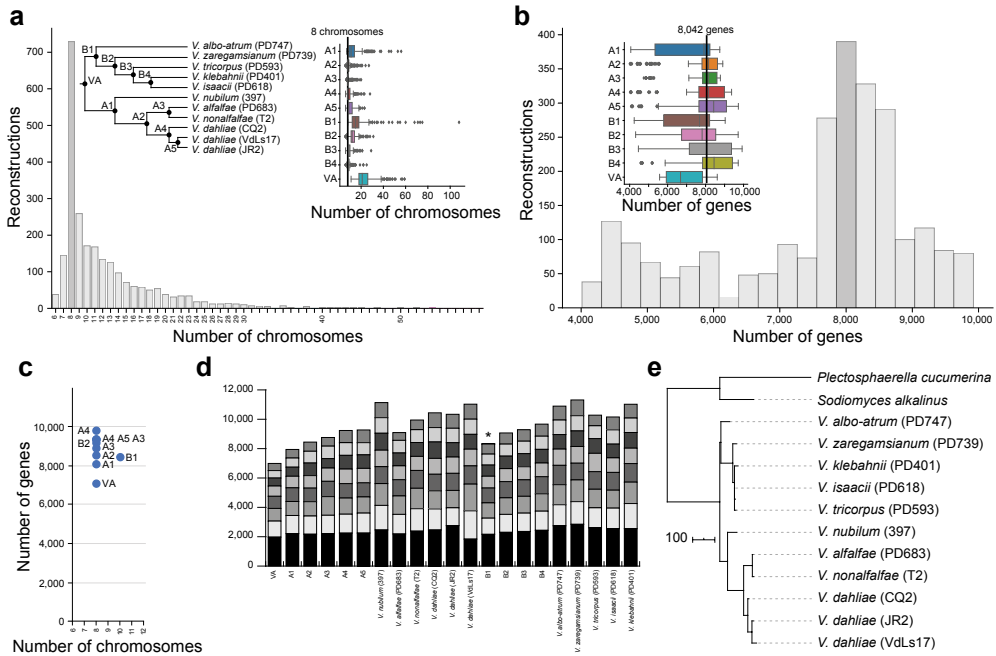 a
Reconstructions
700
600
500
400
300
200
100
0
B1
B2
B3
B4
VA
A1
A2
A3
A4
A5
V. albo-atrum (PD747)
V. zaregamsianum (PD739)
V. tricorpus (PD593)
V. klebahnii (PD401)
V. isaacii (PD618)
V. nubilum (397)
V. alfalfae (PD683)
V. nonalfalfae (T2)
V. dahliae (CQ2)
V. dahliae (VdLs17)
V. dahliae (JR2)
8 chromosomes
A1
A2
A3
A4
A5
B1
B2
B3
B4
VA
20 40 60 80 100
Number of chromosomes
6 7 8 9 10 11 12 13 14 15 16 17 18 19 20 21 22 23 24 25 26 27 28 29 30 40 50
Number of chromosomes
b
Reconstructions
400
350
300
250
200
150
100
50
0
8,042 genes
A1
A2
A3
A4
A5
B1
B2
B3
B4
VA
4,000 6,000 8,000 10,000
Number of genes
4,000 5,000 6,000 7,000 8,000 9,000 10,000
Number of genes
c
Number of genes
10,000
8,000
6,000
4,000
2,000
0
A4
A4 A5 A3
B2
A3
A2
B1
A1
VA
6 7 8 9 10 11 12
Number of chromosomes
d
12,000
10,000
8,000
6,000
4,000
2,000
0
*
VA
A1
A2
A3
A4
A5
V. nubilum (397)
V. alfalfae (PD683)
V. nonalfalfae (T2)
V. dahliae (CQ2)
V. dahliae (JR2)
V. dahliae (VdLs17)
B1
B2
B3
B4
V. albo-atrum (PD747)
V. zaregamsianum (PD739)
V. tricorpus (PD593)
V. isaacii (PD618)
V. klebahni (PD401)
e
Plectosphaerella cucumerina
Sodiomyces alkalinus
V. albo-atrum (PD747)
V. zaregamsianum (PD739)
V. klebahnii (PD401)
V. isaacii (PD618)
V. tricorpus (PD593)
100
V. nubilum (397)
V. alfalfae (PD683)
V. nonalfalfae (T2)
V. dahliae (CQ2)
V. dahliae (JR2)
V. dahliae (VdLs17)